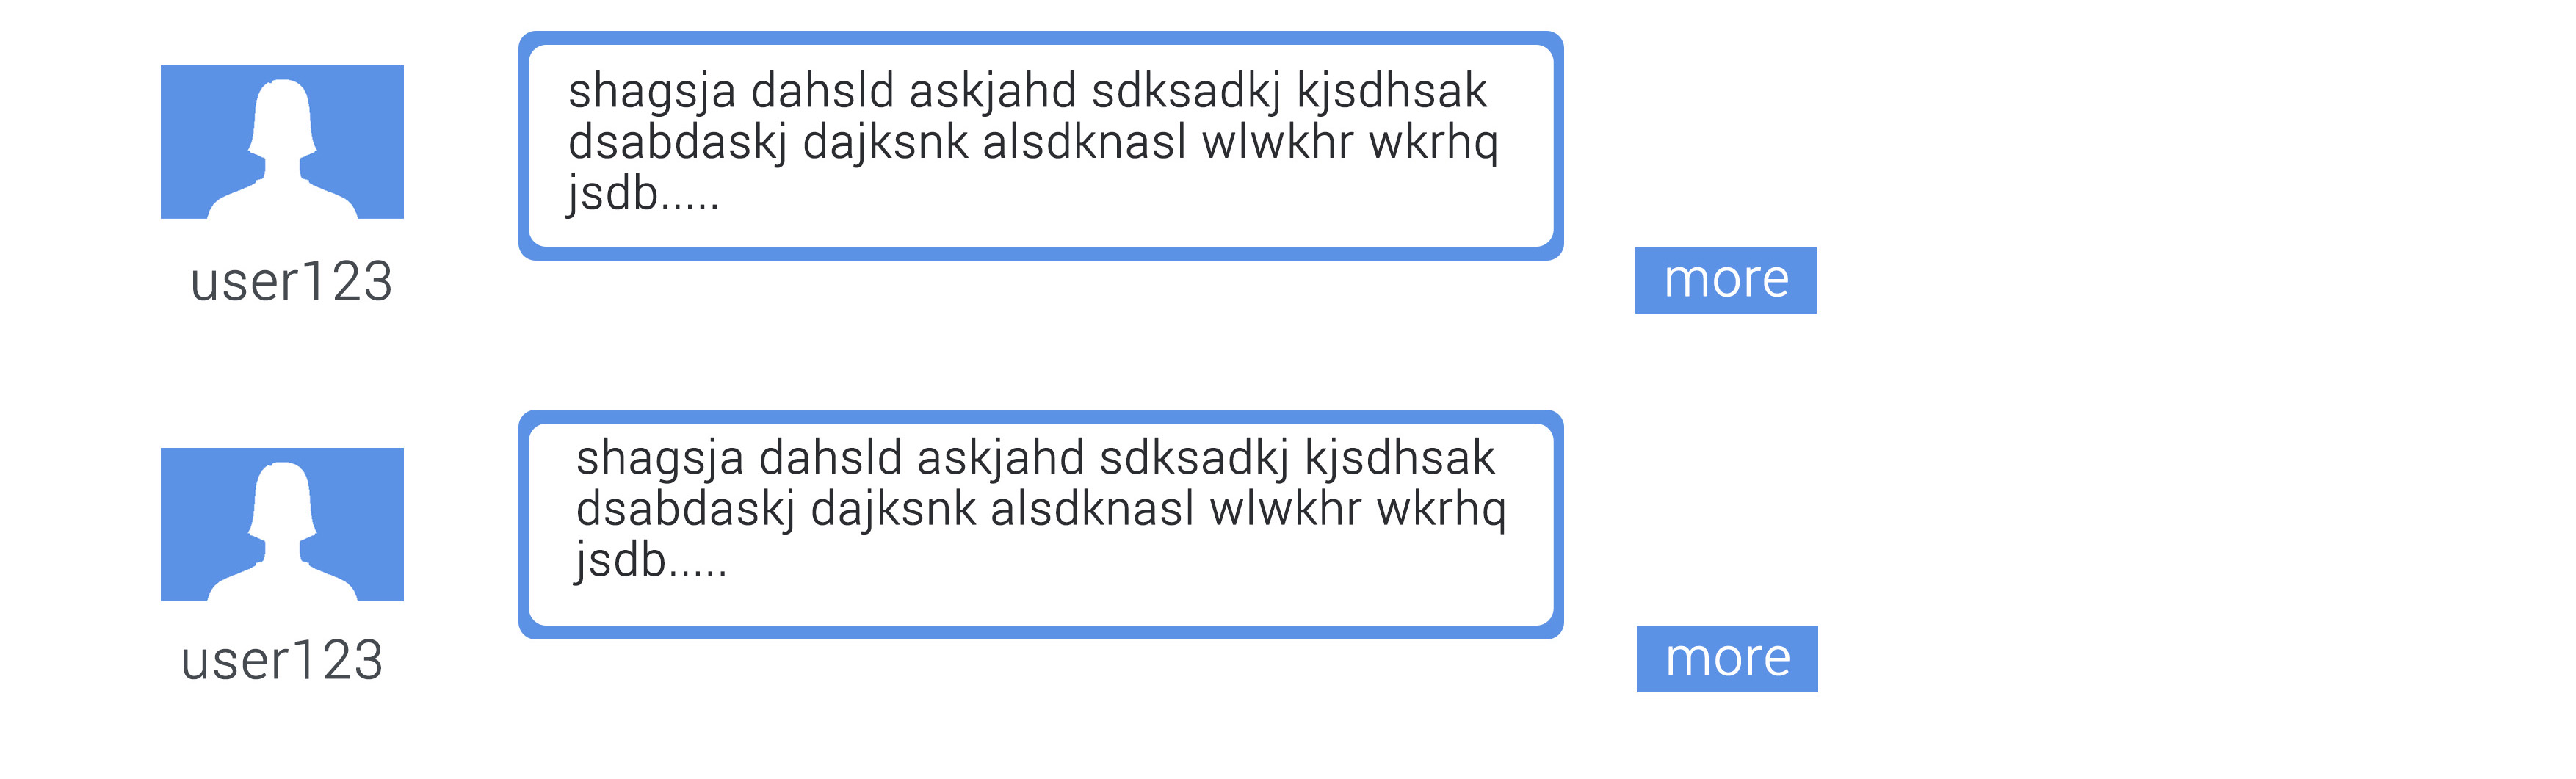 shagsja dahsld askjahd sdksadkj kjsdhsak
dsabdaskj dajksnk alsdknasl wlwkhr wkrhq
jsdb.....
user123
more
shagsja dahsld askjahd sdksadkj kjsdhsak
dsabdaskj dajksnk alsdknasl wlwkhr wkrhq
jsdb.....
user123
more